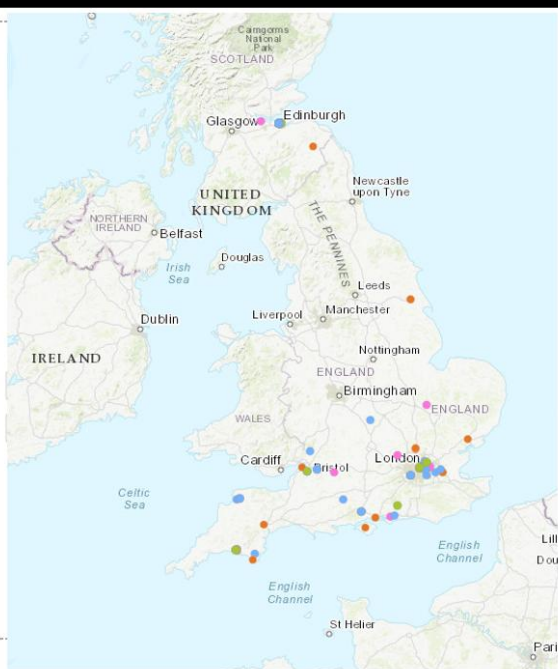 Cairngorms
National
Park
SCOTLAND
Glasgow
Edinburgh
UNITED
KINGDOM
Newcastle
upon Tyne
NORTHERN
IRELAND
Belfast
THE PENNINES
Douglas
Irish
Sea
Leeds
Dublin
Liverpool
Manchester
IRELAND
Nottingham
ENGLAND
Birmingham
ENGLAND
WALES
Cardiff
Bristol
London
Celtic
Sea
English
Channel
Lill
Dou
English
Channel
St Helier
Pari